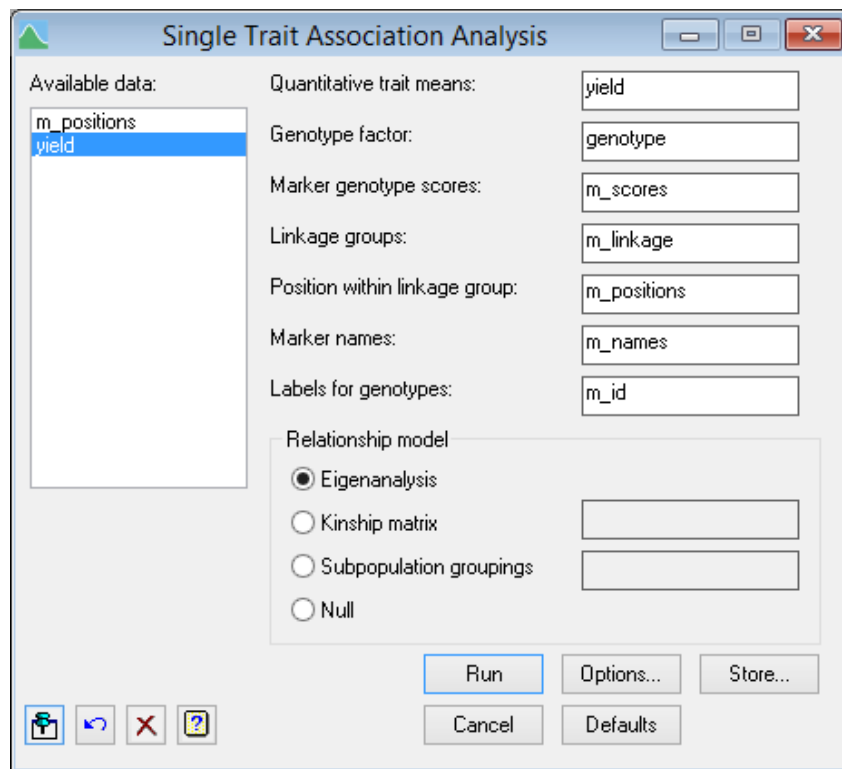 Single Trait Association Analysis
Available data:
m_positions
yield
Quantitative trait means:
yield
Genotype factor:
genotype
Marker genotype scores:
m_scores
Linkage groups:
m_linkage
Position within linkage group:
m_positions
Marker names:
m_names
Labels for genotypes:
m_id
Relationship model
Eigenanalysis
Kinship matrix
Subpopulation groupings
Null
Run
Options...
Store...
Cancel
Defaults
?